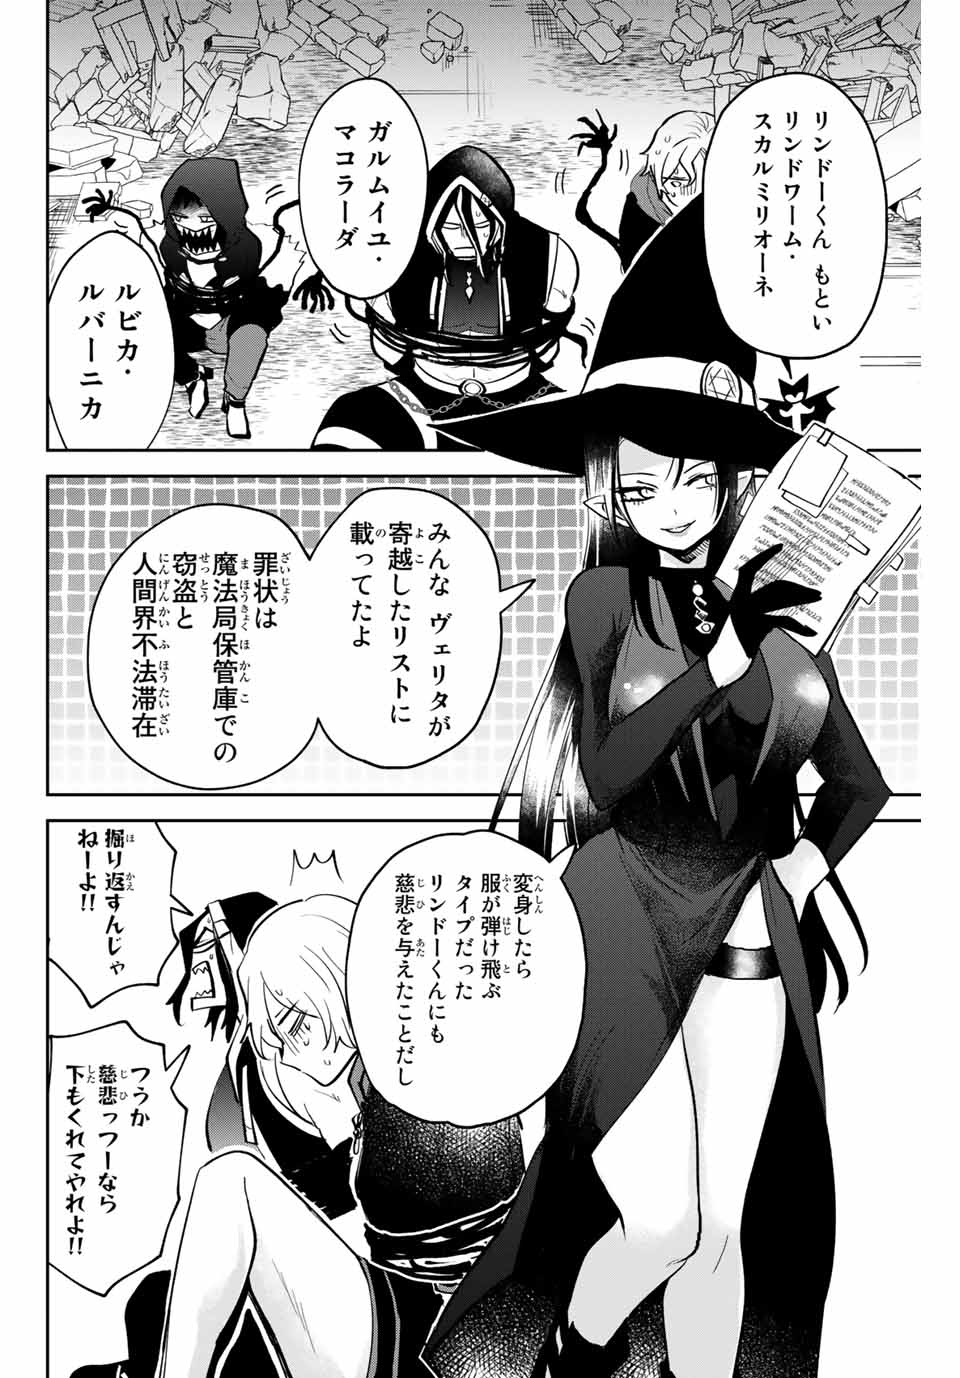 リンドーくん もとい
リンドワーム・
スカルミリオーネ
ガルムイユ・
マコラーダ
ルビカ・
ルバーニカ
みんな ヴェリタが
寄越したリストに
載ってたよ
罪状は
魔法局保管庫での
窃盗と
人間界不法滞在
変身したら
服が弾け飛ぶ
タイプだった
リンドーくんにも
慈悲を与えたことだし
掘り返すんじゃ
ねーよ!!
つうか
慈悲っつーなら
下もくれてやれよ!!